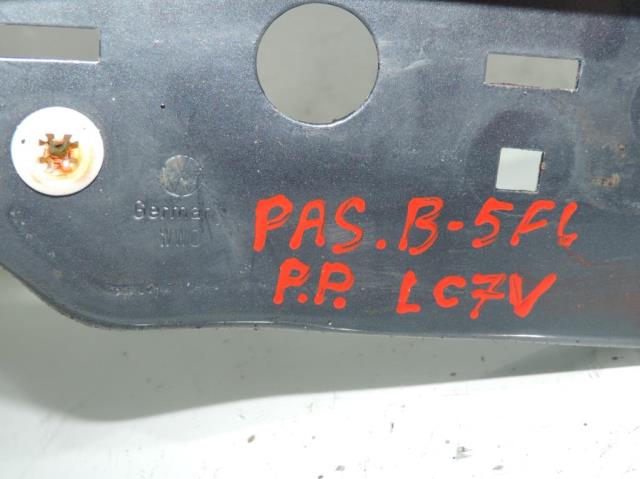 Germany
PAS. B-5FL
P.P. LC7V